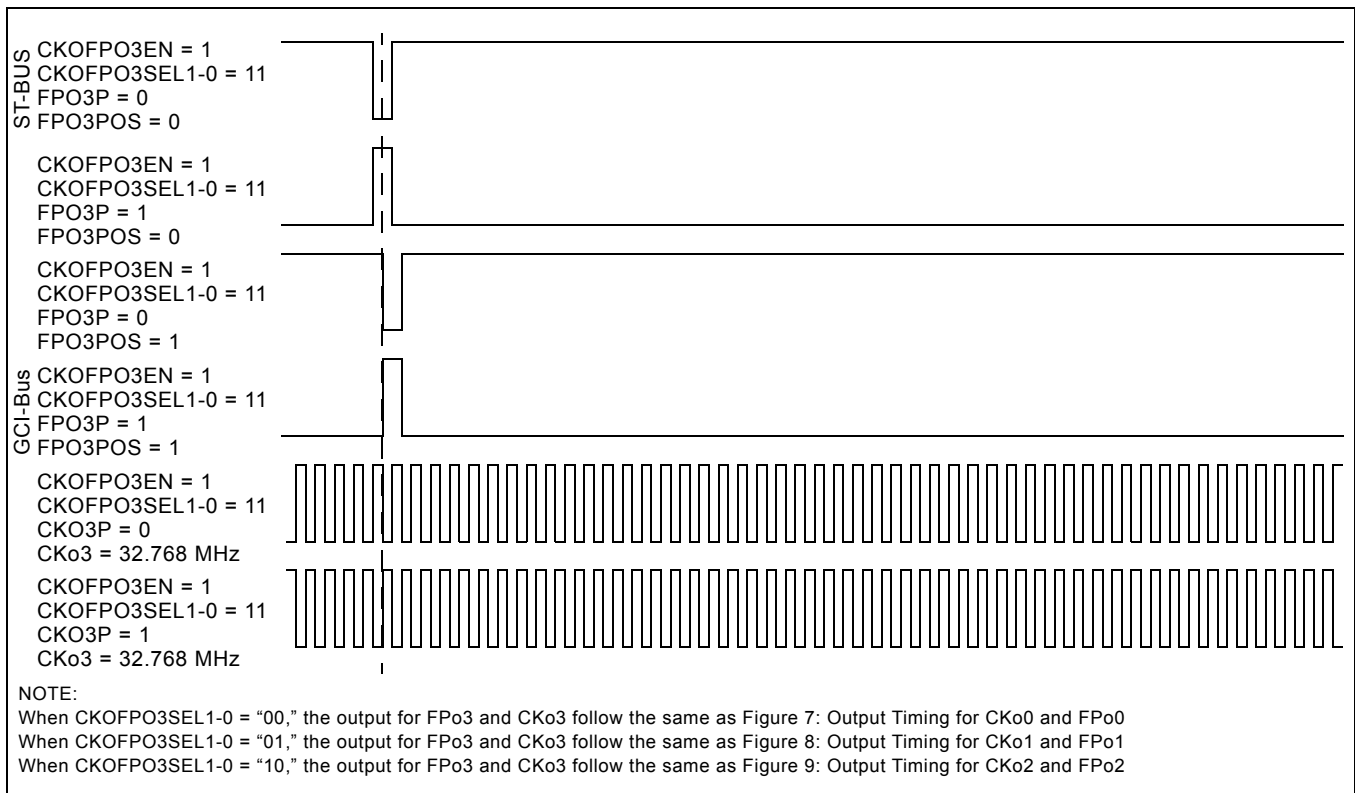 ST-BUS
CKOFPO3EN = 1
CKOFPO3SEL1-0 = 11
FPO3P = 0
FPO3POS = 0
CKOFPO3EN = 1
CKOFPO3SEL1-0 = 11
FPO3P = 1
FPO3POS = 0
CKOFPO3EN = 1
CKOFPO3SEL1-0 = 11
FPO3P = 0
FPO3POS = 1
GCI-Bus
CKOFPO3EN = 1
CKOFPO3SEL1-0 = 11
FPO3P = 1
FPO3POS = 1
CKOFPO3EN = 1
CKOFPO3SEL1-0 = 11
CKO3P = 0
CKo3 = 32.768 MHz
CKOFPO3EN = 1
CKOFPO3SEL1-0 = 11
CKO3P = 1
CKo3 = 32.768 MHz
NOTE:
When CKOFPO3SEL1-0 = “00,” the output for FPo3 and CKo3 follow the same as Figure 7: Output Timing for CKo0 and FPo0
When CKOFPO3SEL1-0 = “01,” the output for FPo3 and CKo3 follow the same as Figure 8: Output Timing for CKo1 and FPo1
When CKOFPO3SEL1-0 = “10,” the output for FPo3 and CKo3 follow the same as Figure 9: Output Timing for CKo2 and FPo2